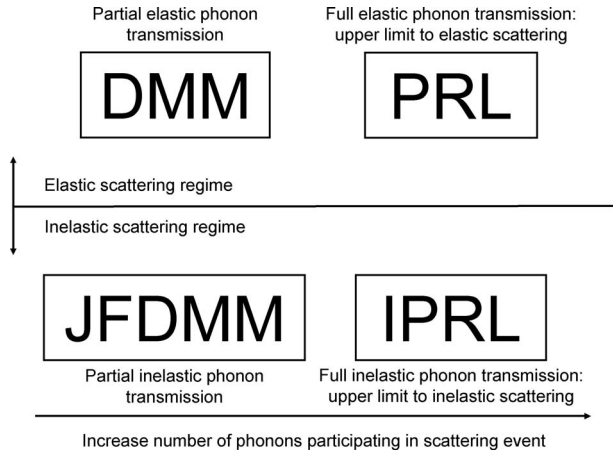 Partial elastic phonon
transmission
Full elastic phonon transmission:
upper limit to elastic scattering
DMM
PRL
Elastic scattering regime
Inelastic scattering regime
JFDMM
IPRL
Partial inelastic phonon
transmission
Full inelastic phonon transmission:
upper limit to inelastic scattering
Increase number of phonons participating in scattering event